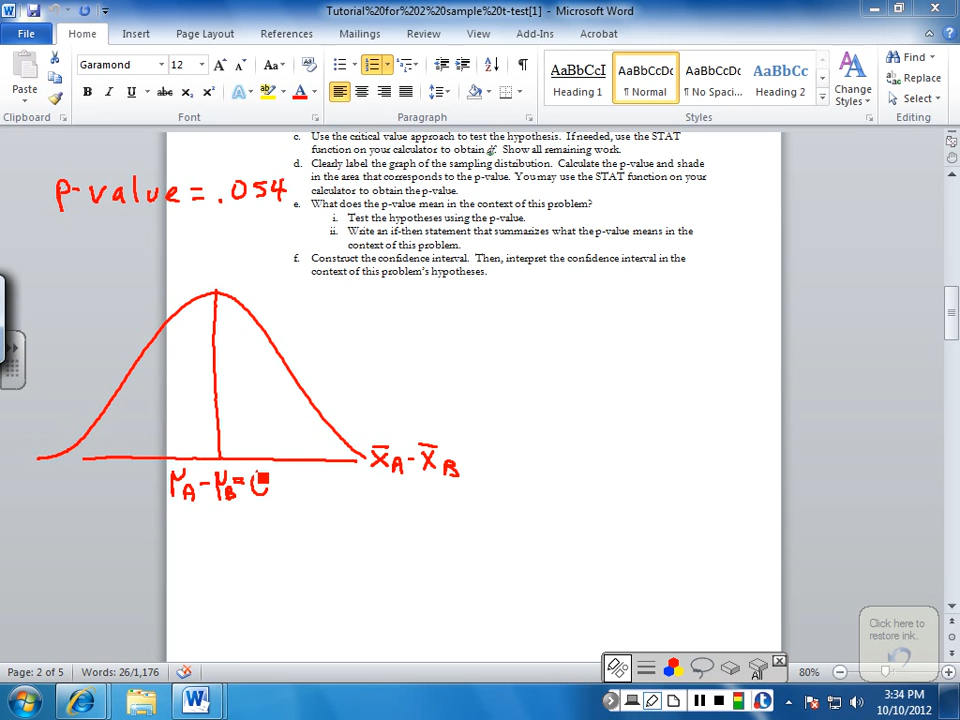 Tutorial%20for%202%20sample%20t-test[1] - Microsoft Word
File Home Insert Page Layout References Mailings Review View Add-Ins Acrobat
Paste
Clipboard
Garamond 12
Font
Paragraph
AaBbCcI AaBbCcDc AaBbCcDc AaBbCc
Heading 1 ¶ Normal ¶ No Spaci... Heading 2
Change Styles
Styles
Find
Replace
Select
Editing
c. Use the critical value approach to test the hypothesis. If needed, use the STAT
function on your calculator to obtain df. Show all remaining work.
d. Clearly label the graph of the sampling distribution. Calculate the p-value and shade
in the area that corresponds to the p-value. You may use the STAT function on your
calculator to obtain the p-value.
e. What does the p-value mean in the context of this problem?
i. Test the hypotheses using the p-value.
ii. Write an if-then statement that summarizes what the p-value means in the
context of this problem.
f. Construct the confidence interval. Then, interpret the confidence interval in the
context of this problem's hypotheses.
p-value = .054
x̄A - x̄B
μA - μB = 0
Click here to
restore ink.
All
Page: 2 of 5 Words: 26/1,176 80%
3:34 PM
10/10/2012